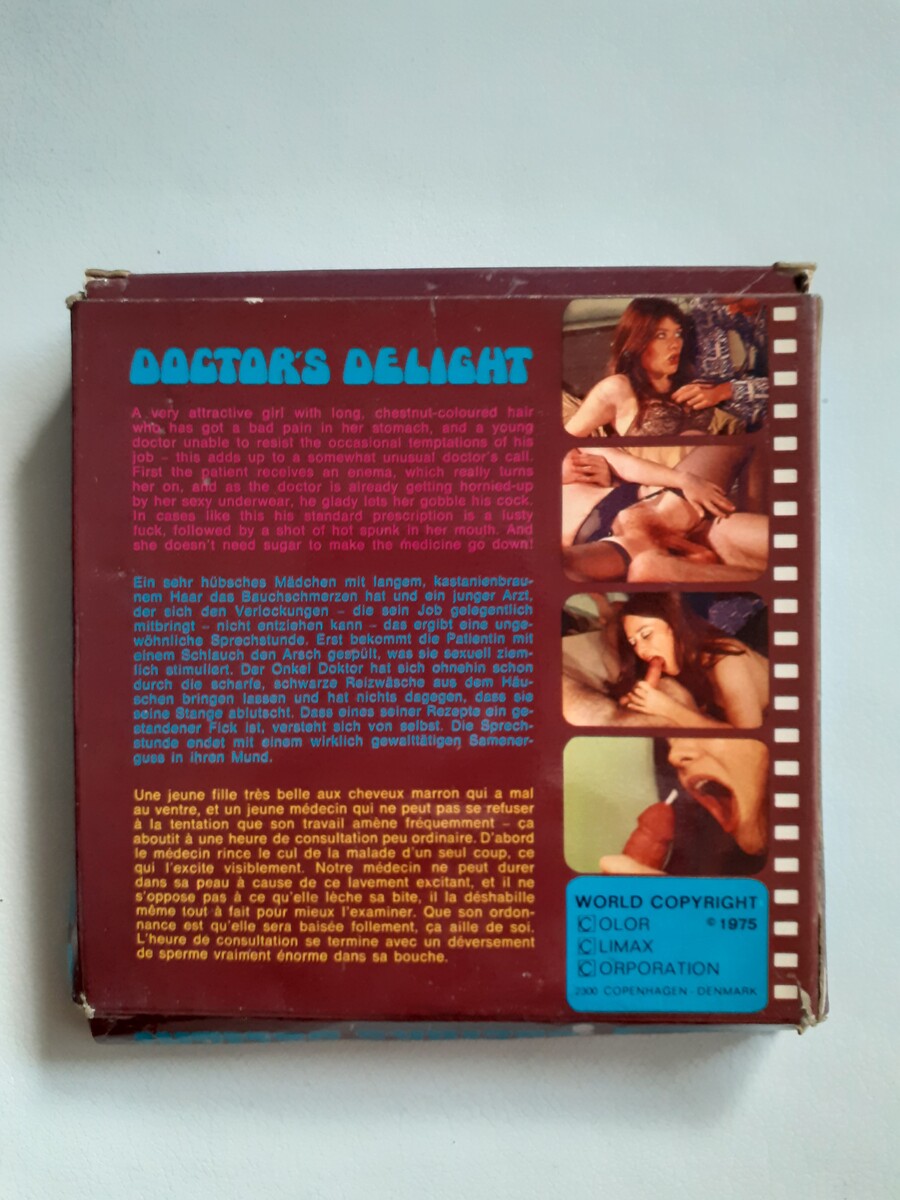 DOCTOR'S DELIGHT
A very attractive girl with long, chestnut-coloured hair
who has got a bad pain in her stomach, and a young
doctor unable to resist the occasional temptations of his
job – this adds up to a somewhat unusual doctor's call.
First the patient receives an enema, which really turns
her on, and as the doctor is already getting hornied-up
by her sexy underwear, he glady lets her gobble his cock.
In cases like this his standard prescription is a lusty
fuck, followed by a shot of hot spunk in her mouth. And
she doesn't need sugar to make the medicine go down!
Ein sehr hübsches Mädchen mit langem, kastanienbrau-
nem Haar das Bauchschmerzen hat und ein junger Arzt,
der sich den Verlockungen – die sein Job gelegentlich
mitbringt – nicht entziehen kann – das ergibt eine unge-
wöhnliche Sprechstunde. Erst bekommt die Patientin mit
einem Schlauch den Arsch gespült, was sie sexuell ziem-
lich stimuliert. Der Onkel Doktor hat sich ohnehin schon
durch die scharfe, schwarze Reizwäsche aus dem Häu-
schen bringen lassen und hat nichts dagegen, dass sie
seine Stange ablutscht. Dass eines seiner Rezepte ein ge-
standener Fick ist, versteht sich von selbst. Die Sprech-
stunde endet mit einem wirklich gewalttätigen Samener-
guss in ihren Mund.
Une jeune fille très belle aux cheveux marron qui a mal
au ventre, et un jeune médecin qui ne peut pas se refuser
à la tentation que son travail amène fréquemment – ça
aboutit à une heure de consultation peu ordinaire. D'abord
le médecin rince le cul de la malade d'un seul coup, ce
qui l'excite visiblement. Notre médecin ne peut durer
dans sa peau à cause de ce lavement excitant, et il ne
s'oppose pas à ce qu'elle lèche sa bite, il la déshabille
même tout à fait pour mieux l'examiner. Que son ordon-
nance est qu'elle sera baisée follement, ça aille de soi.
L'heure de consultation se termine avec un déversement
de sperme vraiment énorme dans sa bouche.
WORLD COPYRIGHT
COLOR © 1975
CLIMAX
CORPORATION
2300 COPENHAGEN - DENMARK